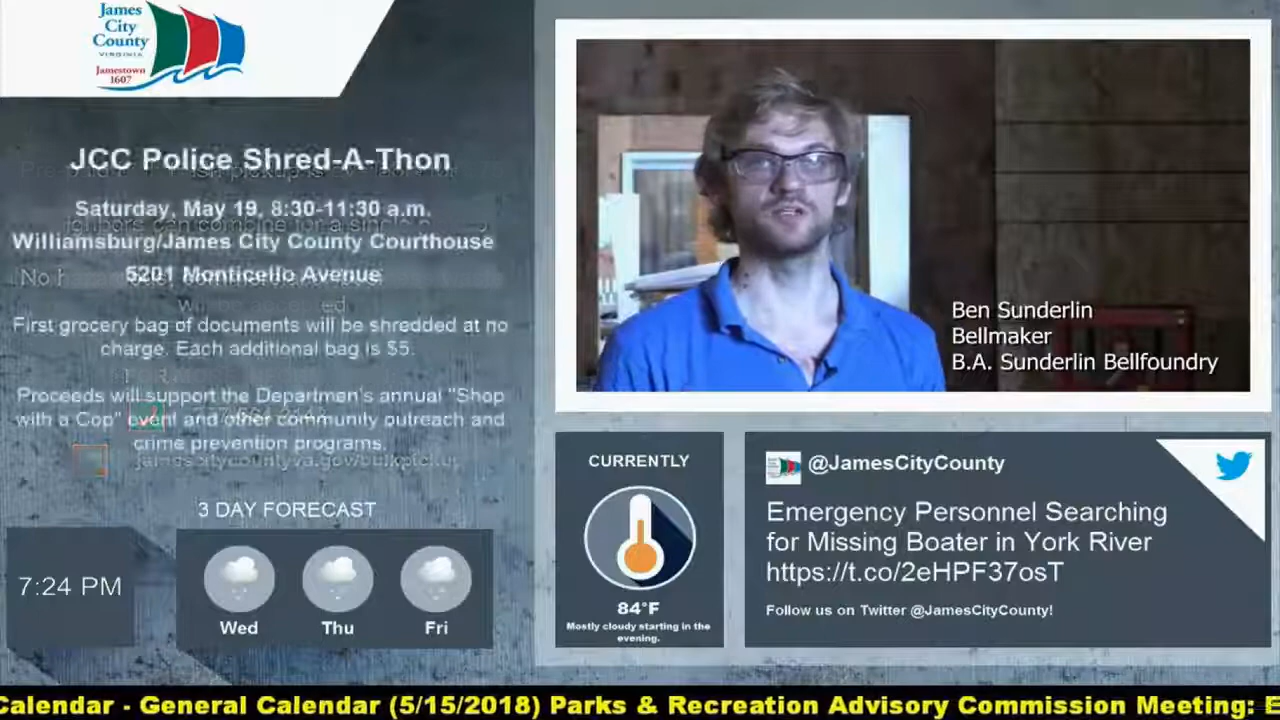 James
City
County
VIRGINIA
Jamestown
1607
JCC Police Shred-A-Thon
Saturday, May 19, 8:30-11:30 a.m.
Williamsburg/James City County Courthouse
5201 Monticello Avenue
First grocery bag of documents will be shredded at no
charge. Each additional bag is $5.
Proceeds will support the Departmen's annual "Shop
with a Cop" event and other community outreach and
crime prevention programs.
jamescitycountyva.gov/bulkpickup
3 DAY FORECAST
7:24 PM
Wed
Thu
Fri
Ben Sunderlin
Bellmaker
B.A. Sunderlin Bellfoundry
CURRENTLY
84°F
Mostly cloudy starting in the
evening.
@JamesCityCounty
Emergency Personnel Searching
for Missing Boater in York River
https://t.co/2eHPF37osT
Follow us on Twitter @JamesCityCounty!
Calendar - General Calendar (5/15/2018) Parks & Recreation Advisory Commission Meeting: E